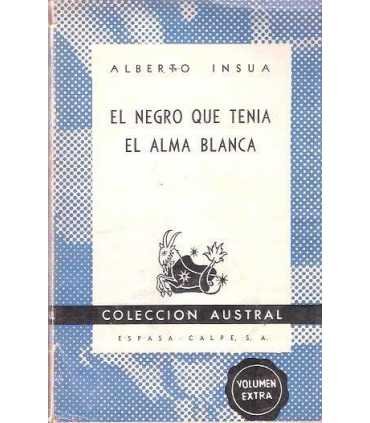 ALBERTO INSUA
EL NEGRO QUE TENIA
EL ALMA BLANCA
COLECCION AUSTRAL
ESPASA-CALPE, S. A.
VOLUMEN
EXTRA